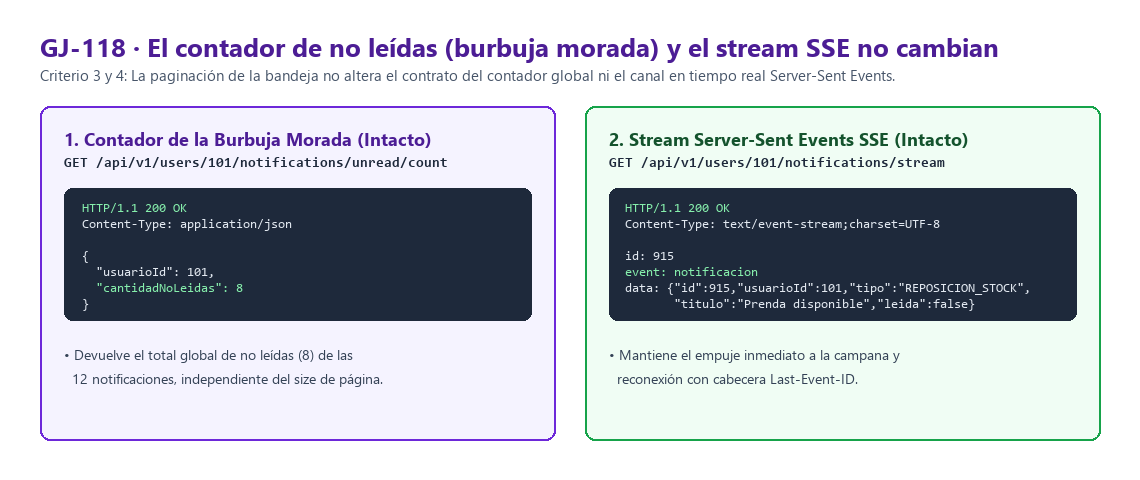 GJ-118 · El contador de no leídas (burbuja morada) y el stream SSE no cambian
Criterio 3 y 4: La paginación de la bandeja no altera el contrato del contador global ni el canal en tiempo real Server-Sent Events.
1. Contador de la Burbuja Morada (Intacto)
GET /api/v1/users/101/notifications/unread/count
HTTP/1.1 200 OK
Content-Type: application/json
{
"usuarioId": 101,
"cantidadNoLeidas": 8
}
• Devuelve el total global de no leídas (8) de las
12 notificaciones, independiente del size de página.
2. Stream Server-Sent Events SSE (Intacto)
GET /api/v1/users/101/notifications/stream
HTTP/1.1 200 OK
Content-Type: text/event-stream;charset=UTF-8
id: 915
event: notificacion
data: {"id":915,"usuarioId":101,"tipo":"REPOSICION_STOCK",
"titulo":"Prenda disponible","leida":false}
• Mantiene el empuje inmediato a la campana y
reconexión con cabecera Last-Event-ID.